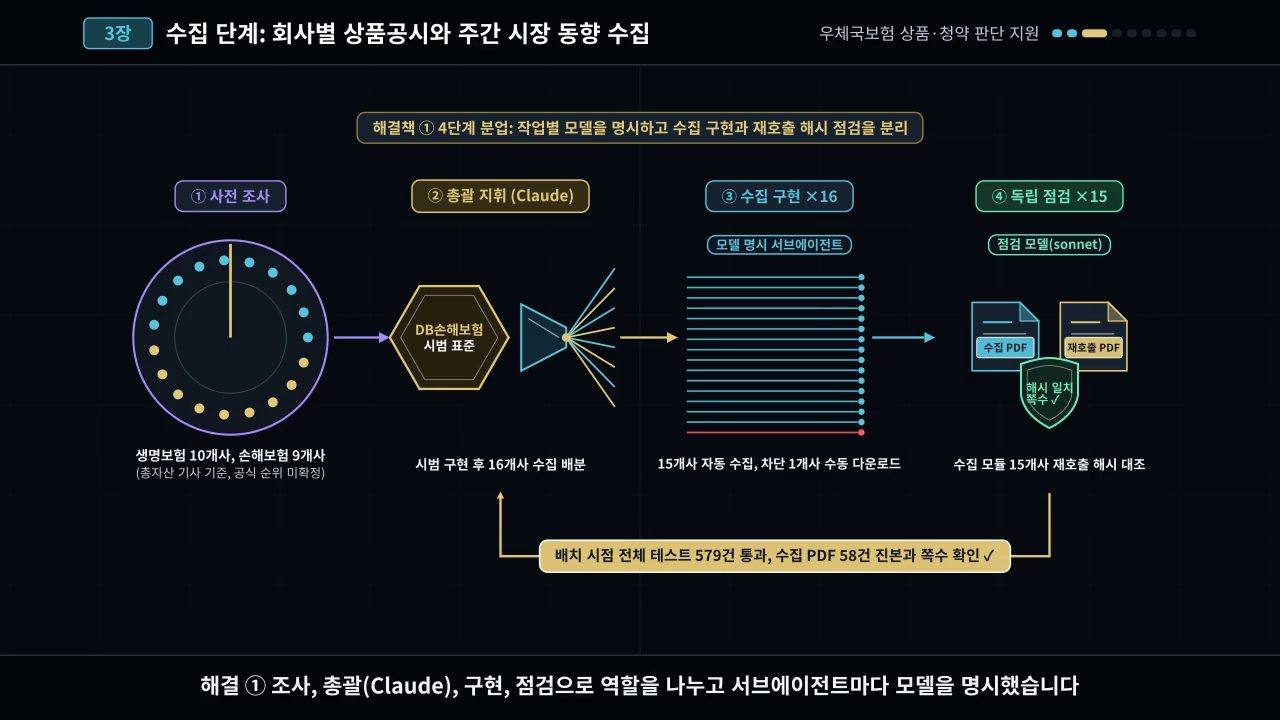 3장
수집 단계: 회사별 상품공시와 주간 시장 동향 수집
우체국보험 상품·청약 판단 지원
해결책 ① 4단계 분업: 작업별 모델을 명시하고 수집 구현과 재호출 해시 점검을 분리
① 사전 조사
② 총괄 지휘 (Claude)
③ 수집 구현 ×16
④ 독립 점검 ×15
모델 명시 서브에이전트
점검 모델(sonnet)
DB손해보험
시범 표준
수집 PDF
재호출 PDF
해시 일치
쪽수 ✓
생명보험 10개사, 손해보험 9개사
(총자산 기사 기준, 공식 순위 미확정)
시범 구현 후 16개사 수집 배분
15개사 자동 수집, 차단 1개사 수동 다운로드
수집 모듈 15개사 재호출 해시 대조
배치 시점 전체 테스트 579건 통과, 수집 PDF 58건 진본과 쪽수 확인 ✓
해결 ① 조사, 총괄(Claude), 구현, 점검으로 역할을 나누고 서브에이전트마다 모델을 명시했습니다